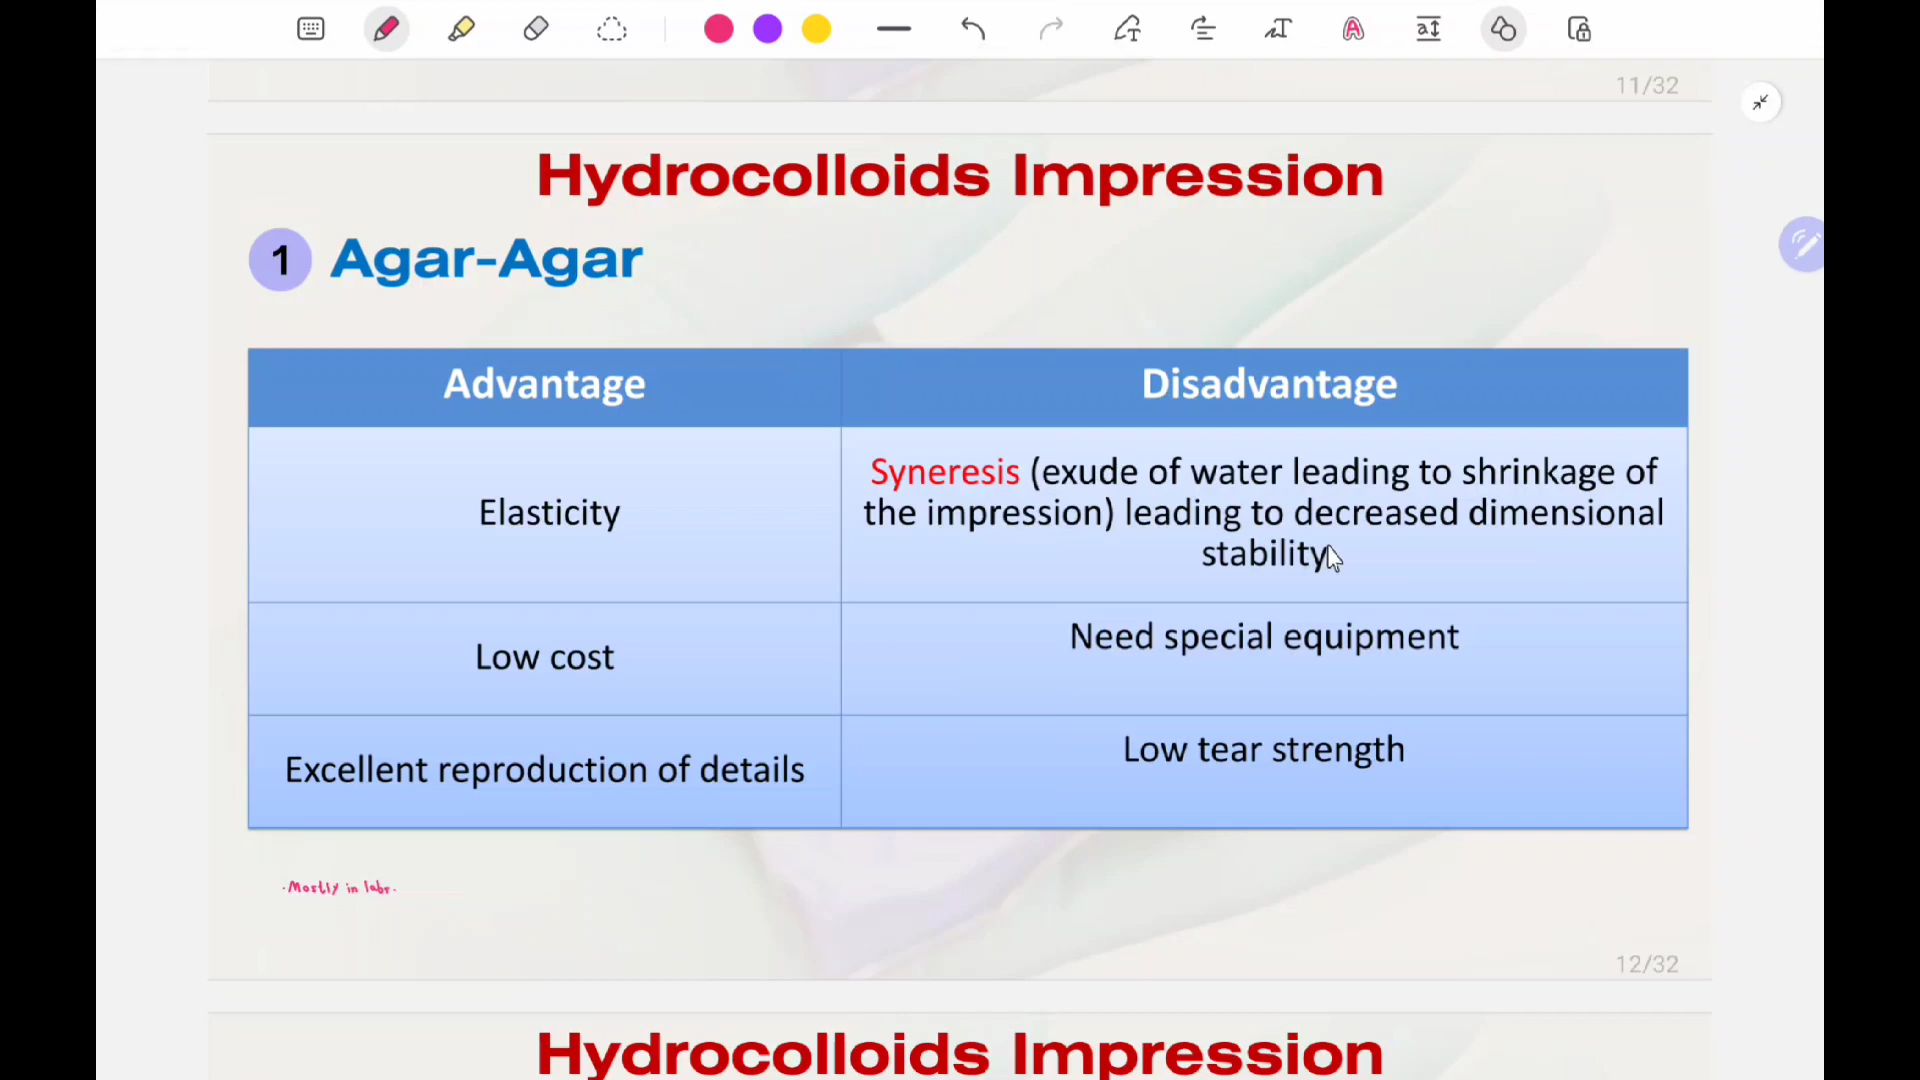 11/32
Hydrocolloids Impression
1 Agar-Agar
Advantage Disadvantage
Elasticity
Syneresis (exude of water leading to shrinkage of
the impression) leading to decreased dimensional
stability
Low cost
Need special equipment
Excellent reproduction of details
Low tear strength
.Mostly in labs.
12/32
Hydrocolloids Impression